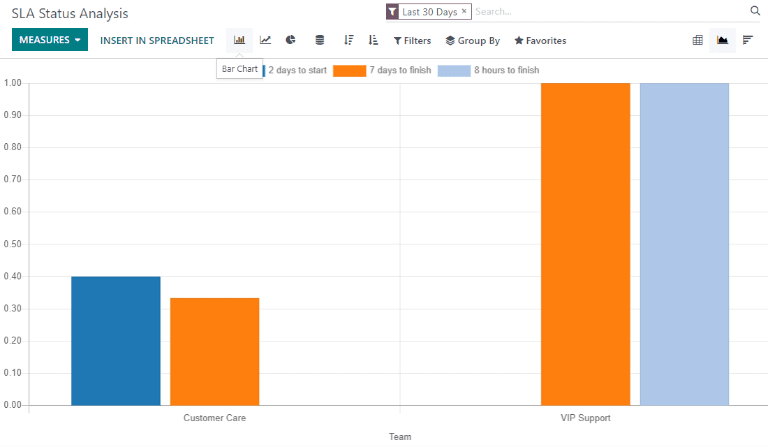 SLA Status Analysis
Last 30 Days ×
Search...
MEASURES
INSERT IN SPREADSHEET
Filters
Group By
Favorites
Bar Chart
2 days to start
7 days to finish
8 hours to finish
1.00
0.90
0.80
0.70
0.60
0.50
0.40
0.30
0.20
0.10
0.00
Customer Care
VIP Support
Team